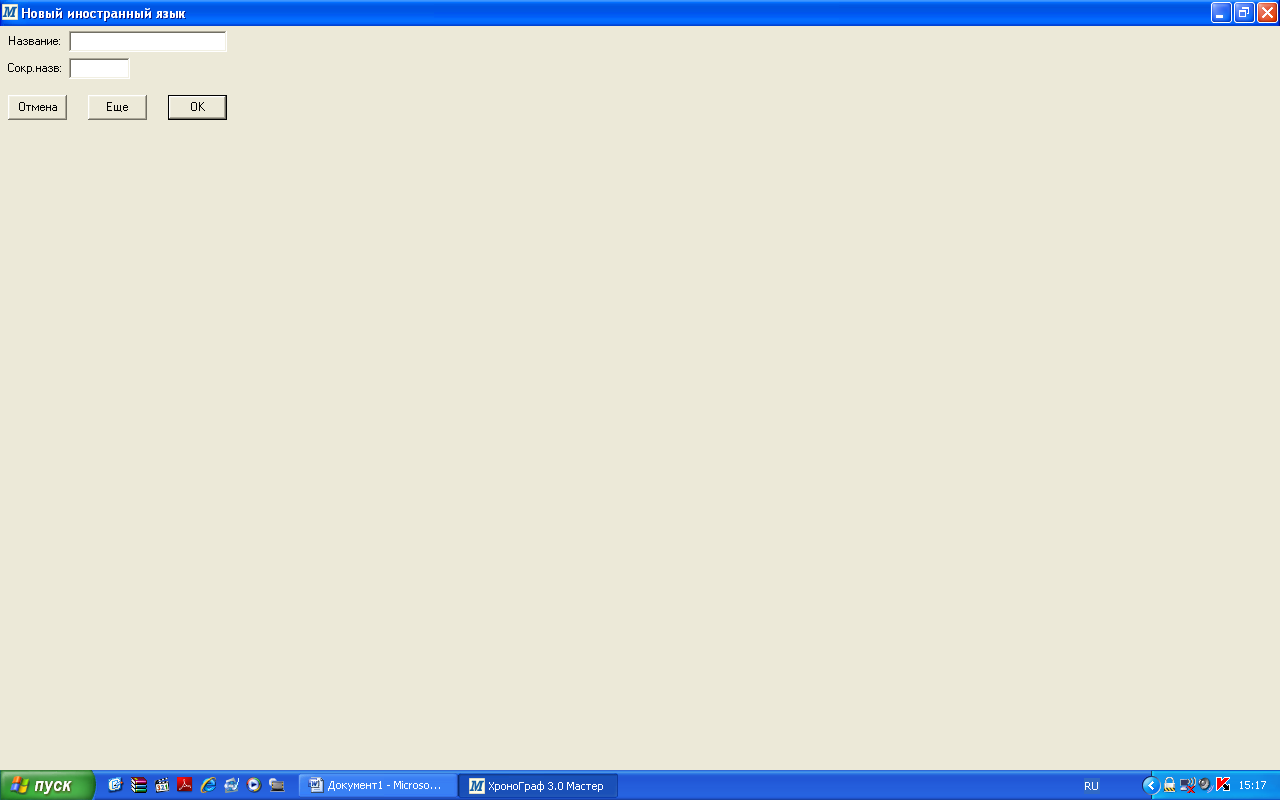 Новый иностранный язык
Название:
Сокр.назв:
Отмена Еще OK
пуск Документ1 - Microso... ХроноГраф 3.0 Мастер RU 15:17